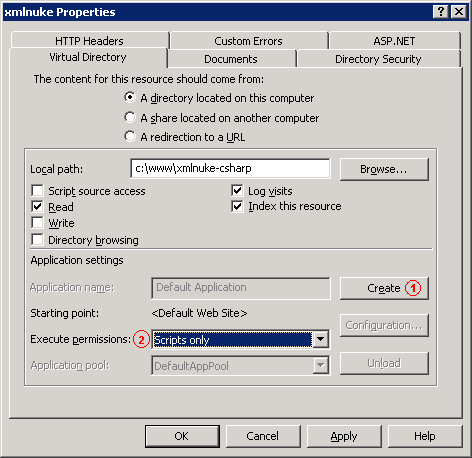 xmlnuke Properties
HTTP Headers Custom Errors ASP.NET
Virtual Directory Documents Directory Security
The content for this resource should come from:
A directory located on this computer
A share located on another computer
A redirection to a URL
Local path: c:\www\xmlnuke-csharp Browse...
Script source access Log visits
Read Index this resource
Write
Directory browsing
Application settings
Application name: Default Application Create 1
Starting point: <Default Web Site> Configuration...
Execute permissions: 2 Scripts only
Application pool: DefaultAppPool Unload
OK Cancel Apply Help